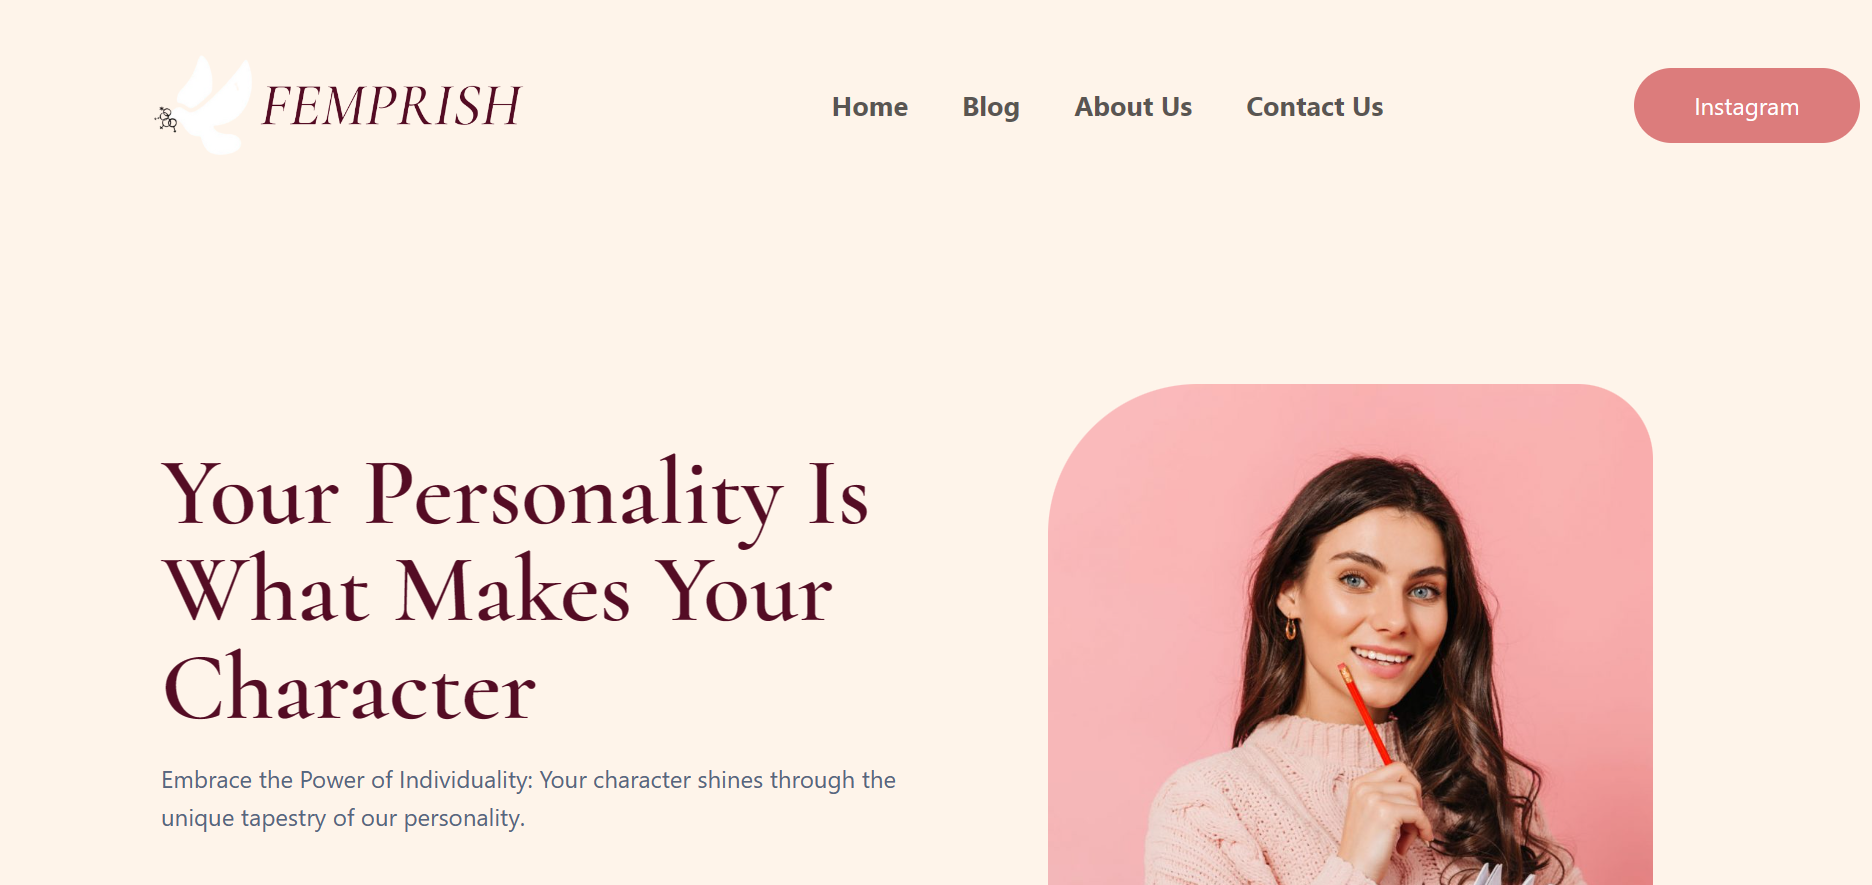 FEMPRISH
Home
Blog
About Us
Contact Us
Instagram
Your Personality Is
What Makes Your
Character
Embrace the Power of Individuality: Your character shines through the
unique tapestry of our personality.